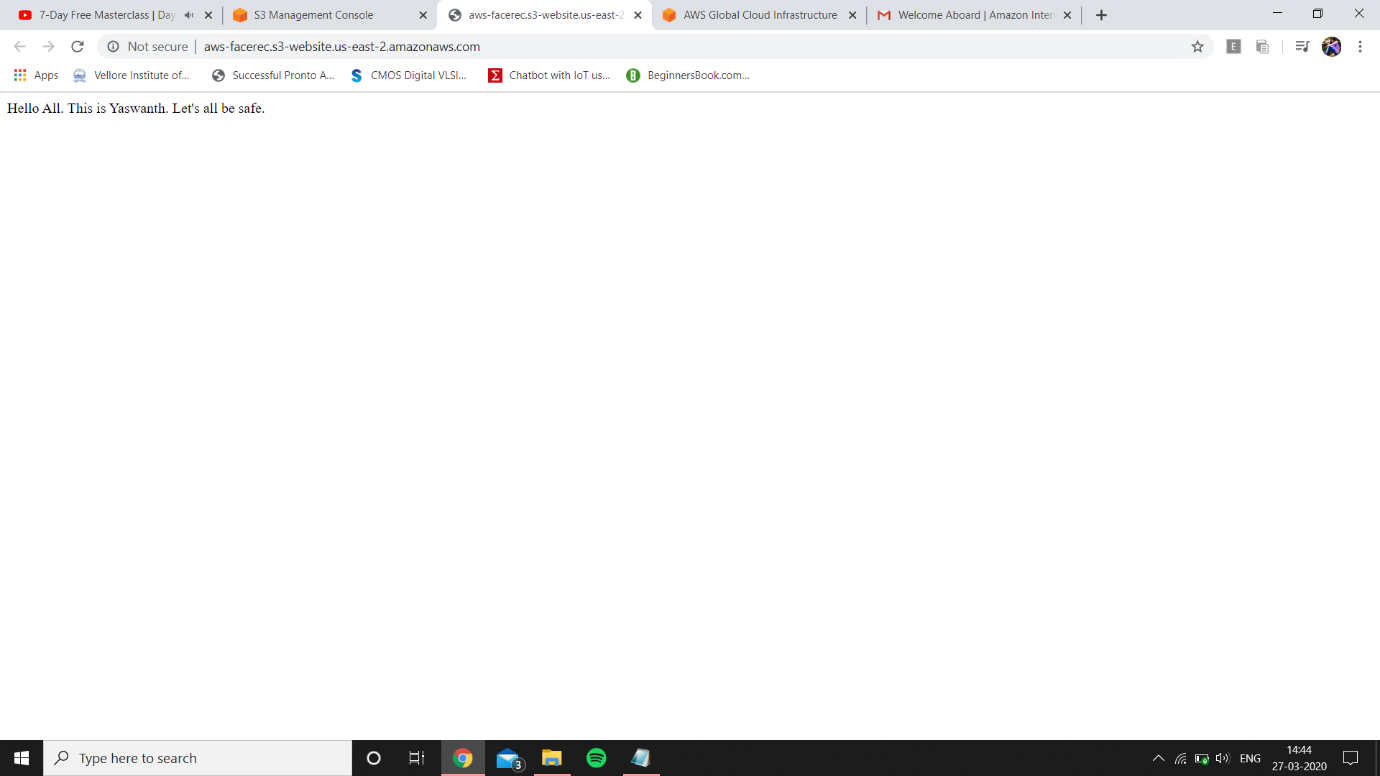 7-Day Free Masterclass | Day
S3 Management Console
aws-facerec.s3-website.us-east-2.
AWS Global Cloud Infrastructure
Welcome Aboard | Amazon Inter
Not secure | aws-facerec.s3-website.us-east-2.amazonaws.com
E
Apps
Vellore Institute of...
Successful Pronto A...
S CMOS Digital VLSI...
Σ Chatbot with IoT us...
B BeginnersBook.com...
Hello All. This is Yaswanth. Let's all be safe.
Type here to search
3
ENG
14:44
27-03-2020